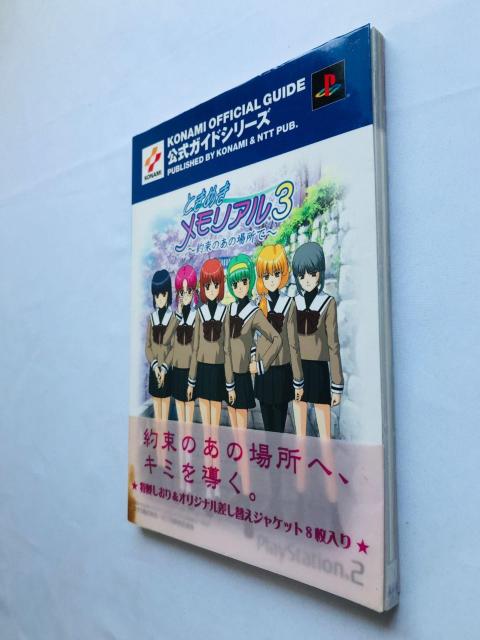 KONAMI OFFICIAL GUIDE
公式ガイドシリーズ
PUBLISHED BY KONAMI & NTT PUB.
KONAMI
ときめき
メモリアル3
～約束のあの場所で～
約束のあの場所へ、
キミを導く。
★特製しおり&オリジナル差し替えジャケット8枚入り★
PlayStation.2